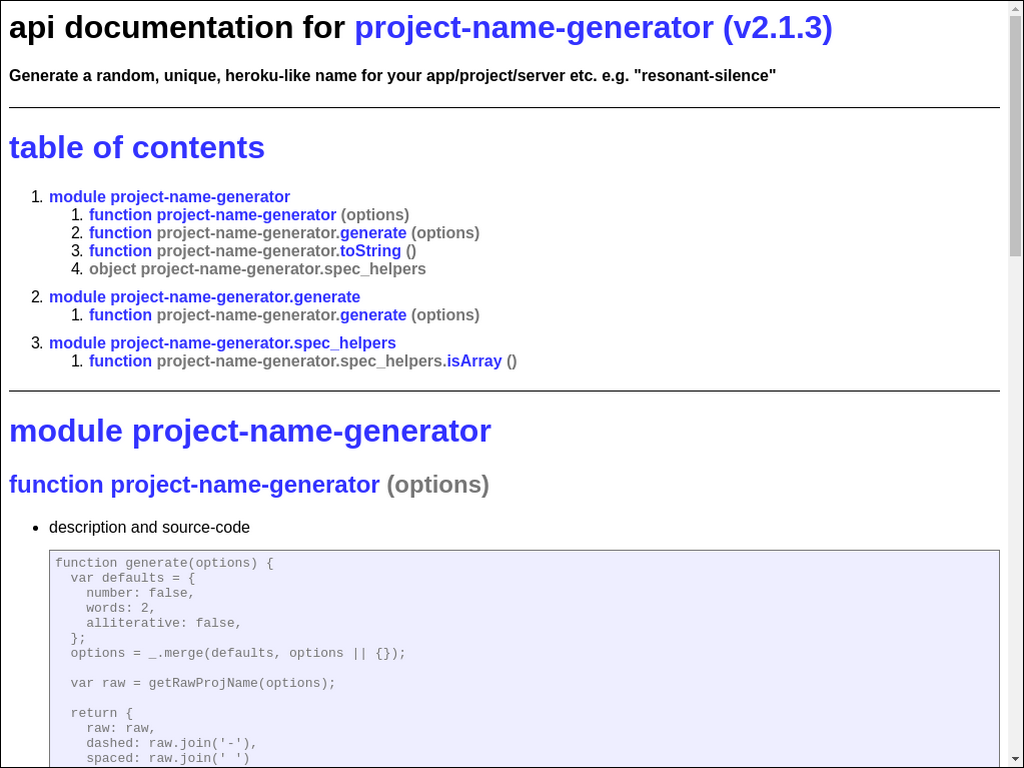 api documentation for project-name-generator (v2.1.3)
Generate a random, unique, heroku-like name for your app/project/server etc. e.g. "resonant-silence"
table of contents
1. module project-name-generator
1. function project-name-generator (options)
2. function project-name-generator.generate (options)
3. function project-name-generator.toString ()
4. object project-name-generator.spec_helpers
2. module project-name-generator.generate
1. function project-name-generator.generate (options)
3. module project-name-generator.spec_helpers
1. function project-name-generator.spec_helpers.isArray ()
module project-name-generator
function project-name-generator (options)
• description and source-code
function generate(options) {
  var defaults = {
    number: false,
    words: 2,
    alliterative: false,
  };
  options = _.merge(defaults, options || {});
  var raw = getRawProjName(options);
  return {
    raw: raw,
    dashed: raw.join('-'),
    spaced: raw.join(' ')